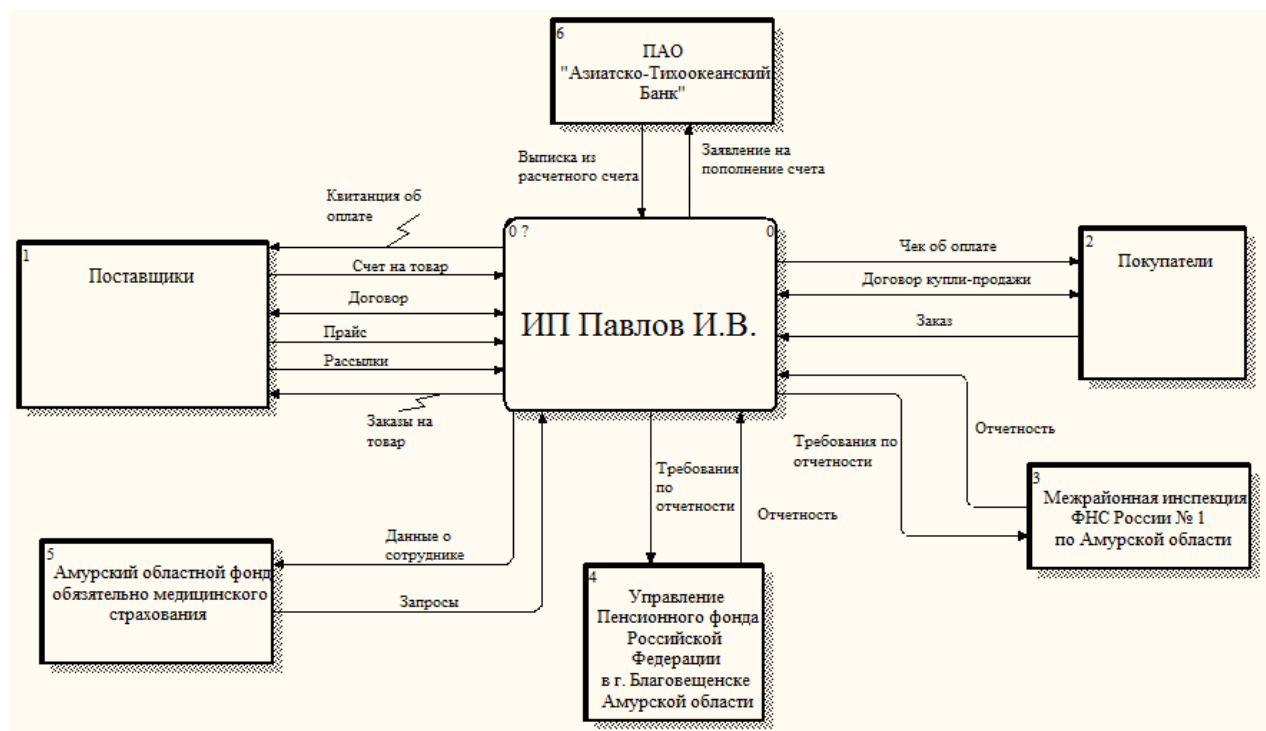 6
ПАО
"Азиатско-Тихоокеанский
Банк"
Выписка из
расчетного счета
Заявление на
пополнение счета
Квитанция об
оплате
1
Поставщики
Счет на товар
Договор
Прайс
Рассылки
Заказы на
товар
0 ?
0
ИП Павлов И.В.
Чек об оплате
Договор купли-продажи
Заказ
2
Покупатели
Отчетность
Требования по
отчетности
3
Межрайонная инспекция
ФНС России № 1
по Амурской области
Требования
по
отчетности
Отчетность
Данные о
сотруднике
Запросы
5
Амурский областной фонд
обязятельно медицинского
страхования
4
Управление
Пенсионного фонда
Российской
Федерации
в г. Благовещенске
Амурской области